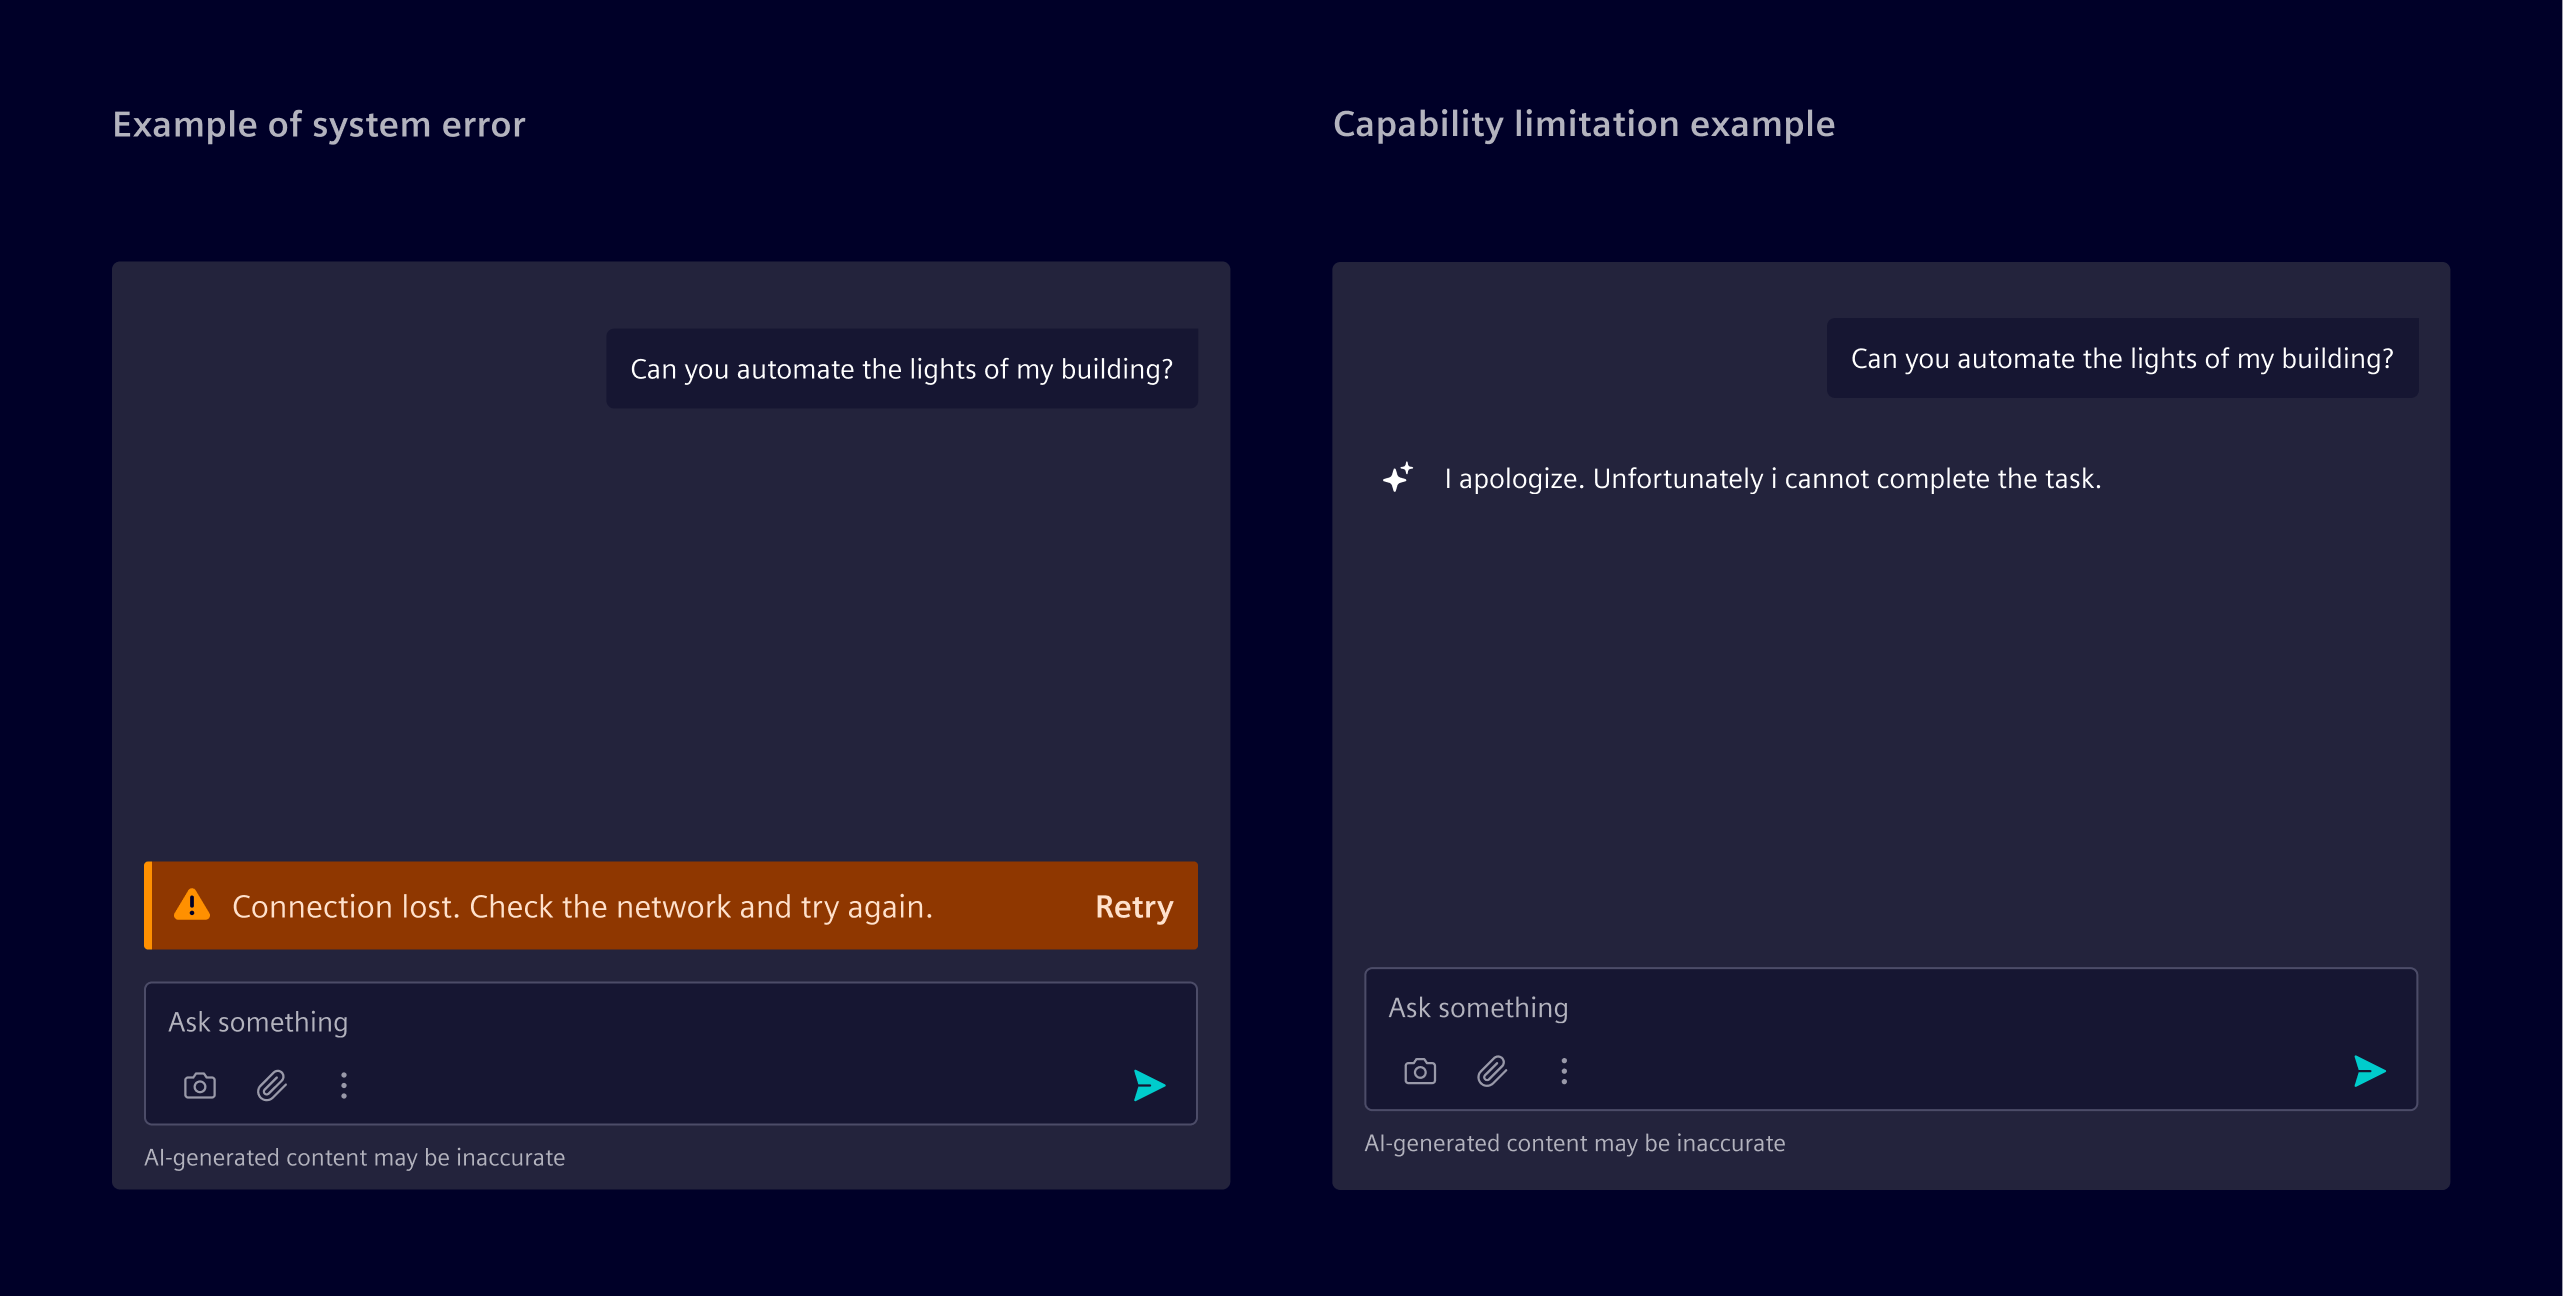 Example of system error
Can you automate the lights of my building?
Connection lost. Check the network and try again.
Retry
Ask something
AI-generated content may be inaccurate
Capability limitation example
Can you automate the lights of my building?
I apologize. Unfortunately i cannot complete the task.
Ask something
AI-generated content may be inaccurate